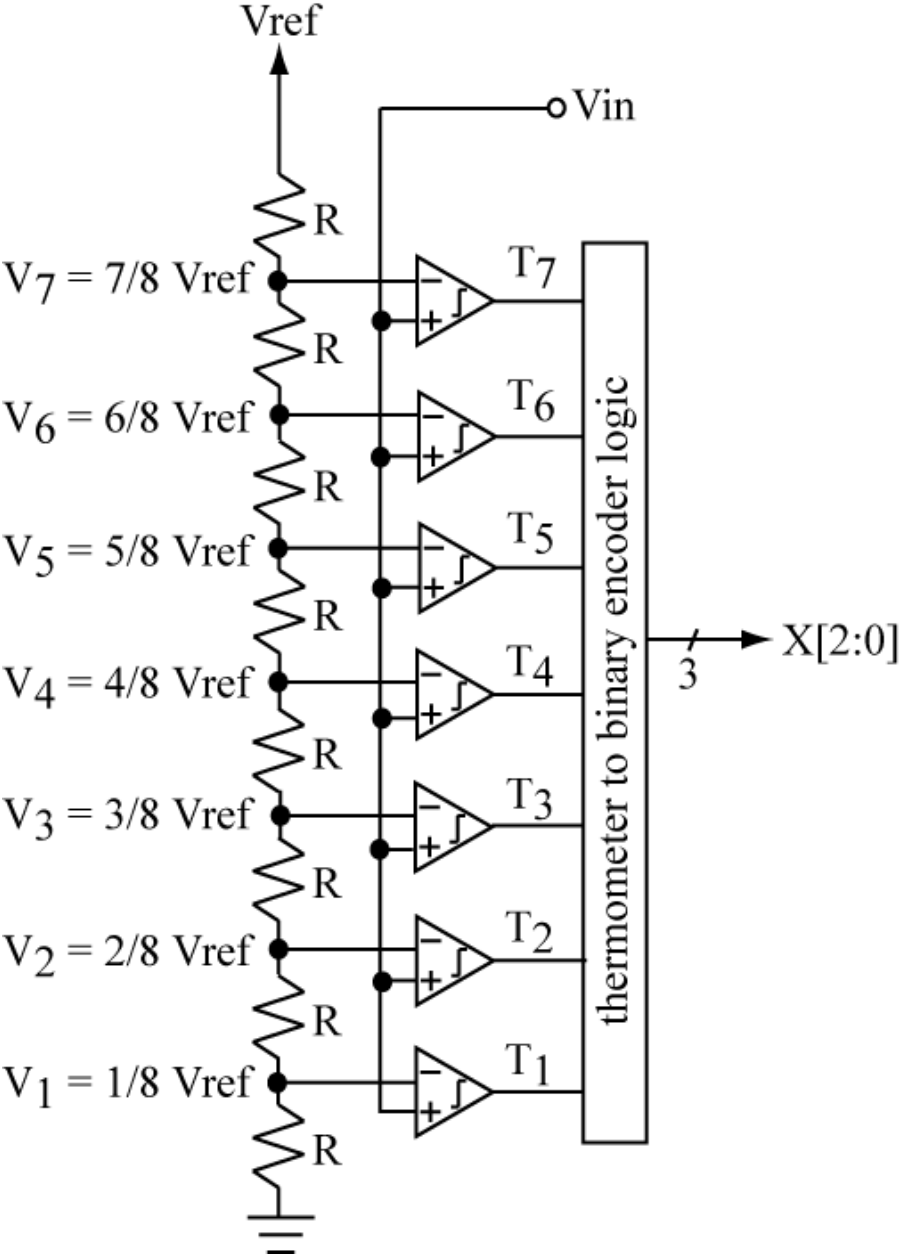 Vref
Vin
R
V7 = 7/8 Vref
T7
− +
R
V6 = 6/8 Vref
T6
− +
R
V5 = 5/8 Vref
T5
− +
R
V4 = 4/8 Vref
T4
− +
R
V3 = 3/8 Vref
T3
− +
R
V2 = 2/8 Vref
T2
− +
R
V1 = 1/8 Vref
T1
− +
R
thermometer to binary encoder logic
3
X[2:0]